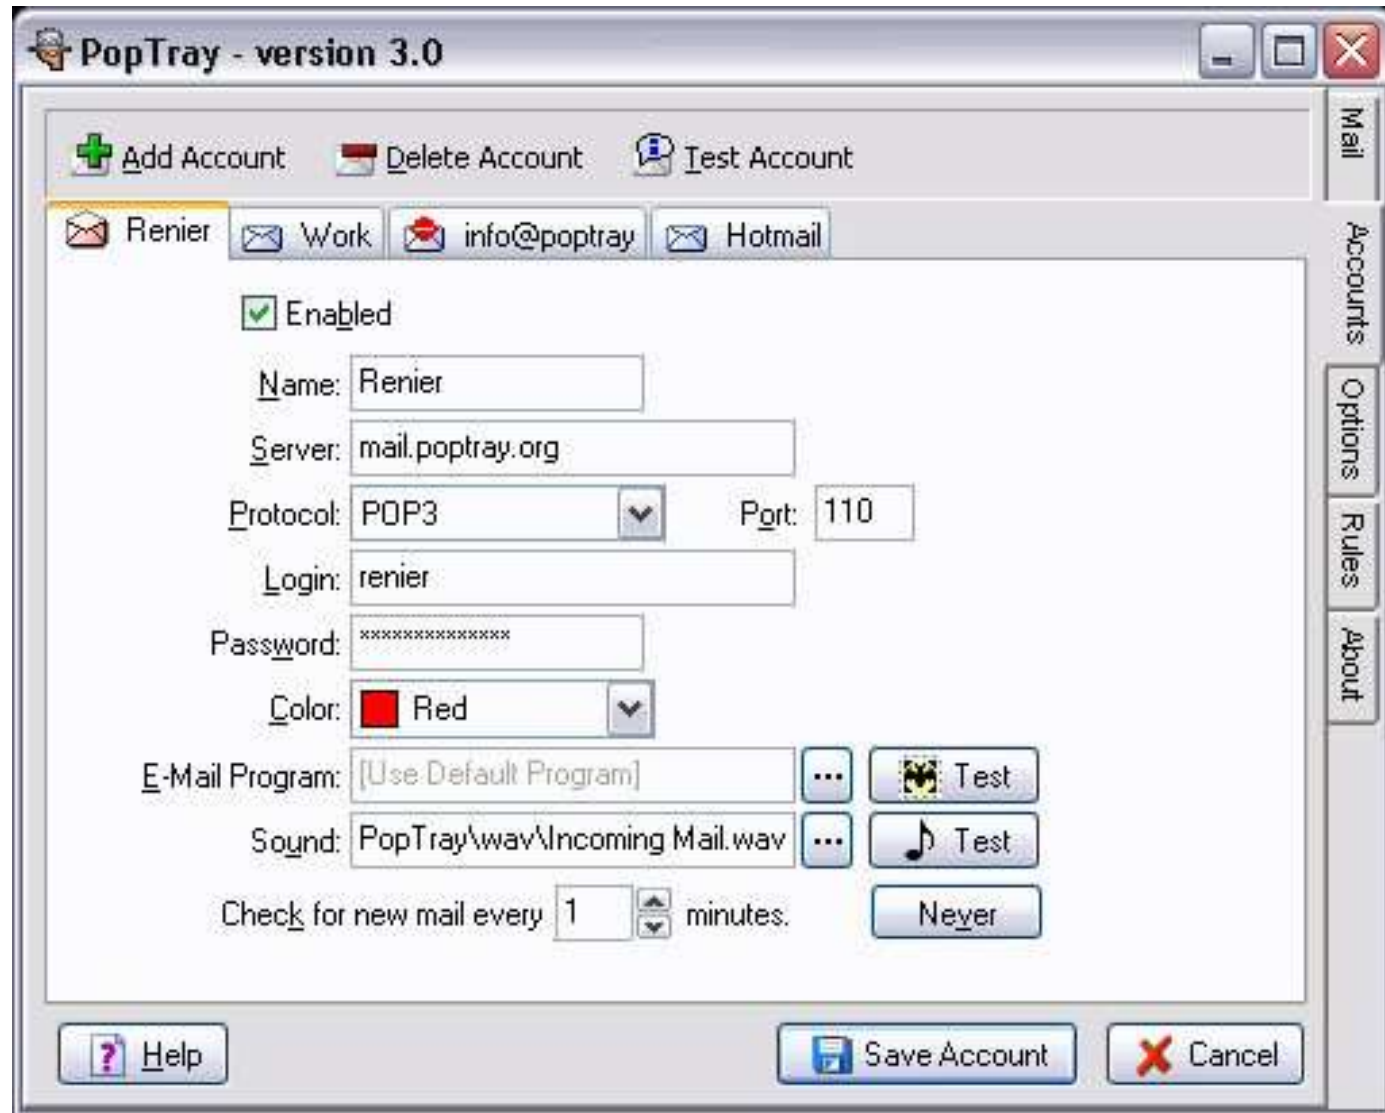 PopTray - version 3.0
Add Account Delete Account Test Account
Renier Work info@poptray Hotmail
Enabled
Name: Renier
Server: mail.poptray.org
Protocol: POP3 Port: 110
Login: renier
Password: **************
Color: Red
E-Mail Program: [Use Default Program] ... Test
Sound: PopTray\wav\Incoming Mail.wav ... Test
Check for new mail every 1 minutes. Never
Help Save Account Cancel
Mail
Accounts
Options
Rules
About